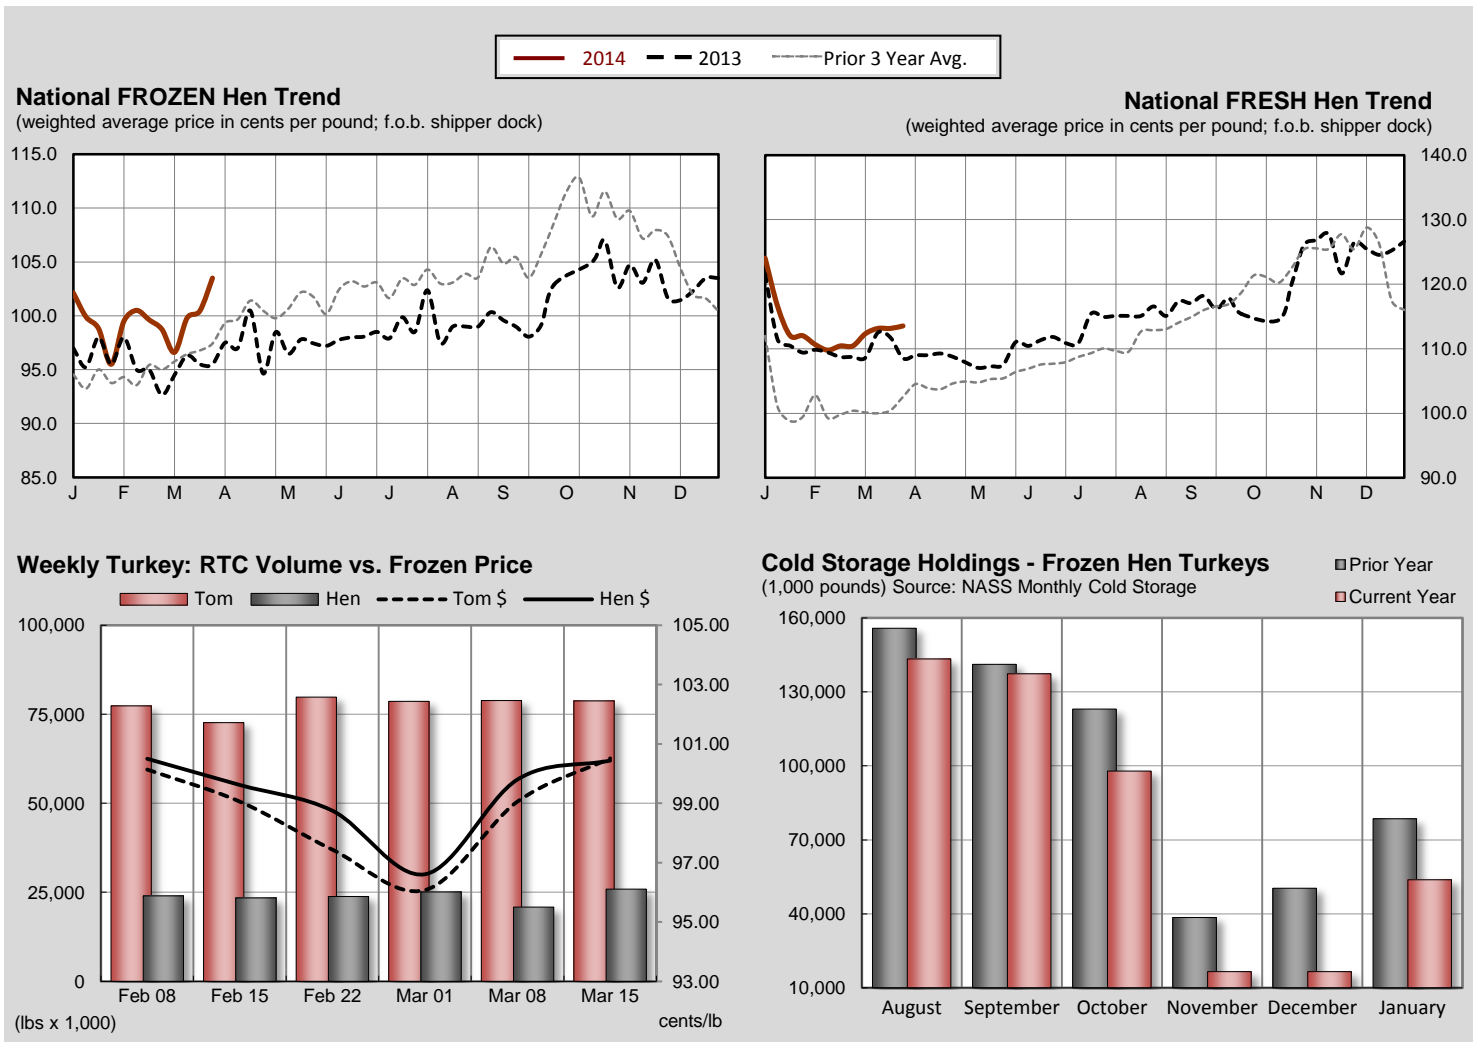 2014 2013 Prior 3 Year Avg.
National FROZEN Hen Trend
(weighted average price in cents per pound; f.o.b. shipper dock)
115.0
110.0
105.0
100.0
95.0
90.0
85.0
J F M A M J J A S O N D
National FRESH Hen Trend
(weighted average price in cents per pound; f.o.b. shipper dock)
140.0
130.0
120.0
110.0
100.0
90.0
J F M A M J J A S O N D
Weekly Turkey: RTC Volume vs. Frozen Price
Tom Hen Tom $ Hen $
100,000
75,000
50,000
25,000
0
105.00
103.00
101.00
99.00
97.00
95.00
93.00
Feb 08 Feb 15 Feb 22 Mar 01 Mar 08 Mar 15
(lbs x 1,000)
cents/lb
Cold Storage Holdings - Frozen Hen Turkeys
(1,000 pounds) Source: NASS Monthly Cold Storage
Prior Year
Current Year
160,000
130,000
100,000
70,000
40,000
10,000
August September October November December January